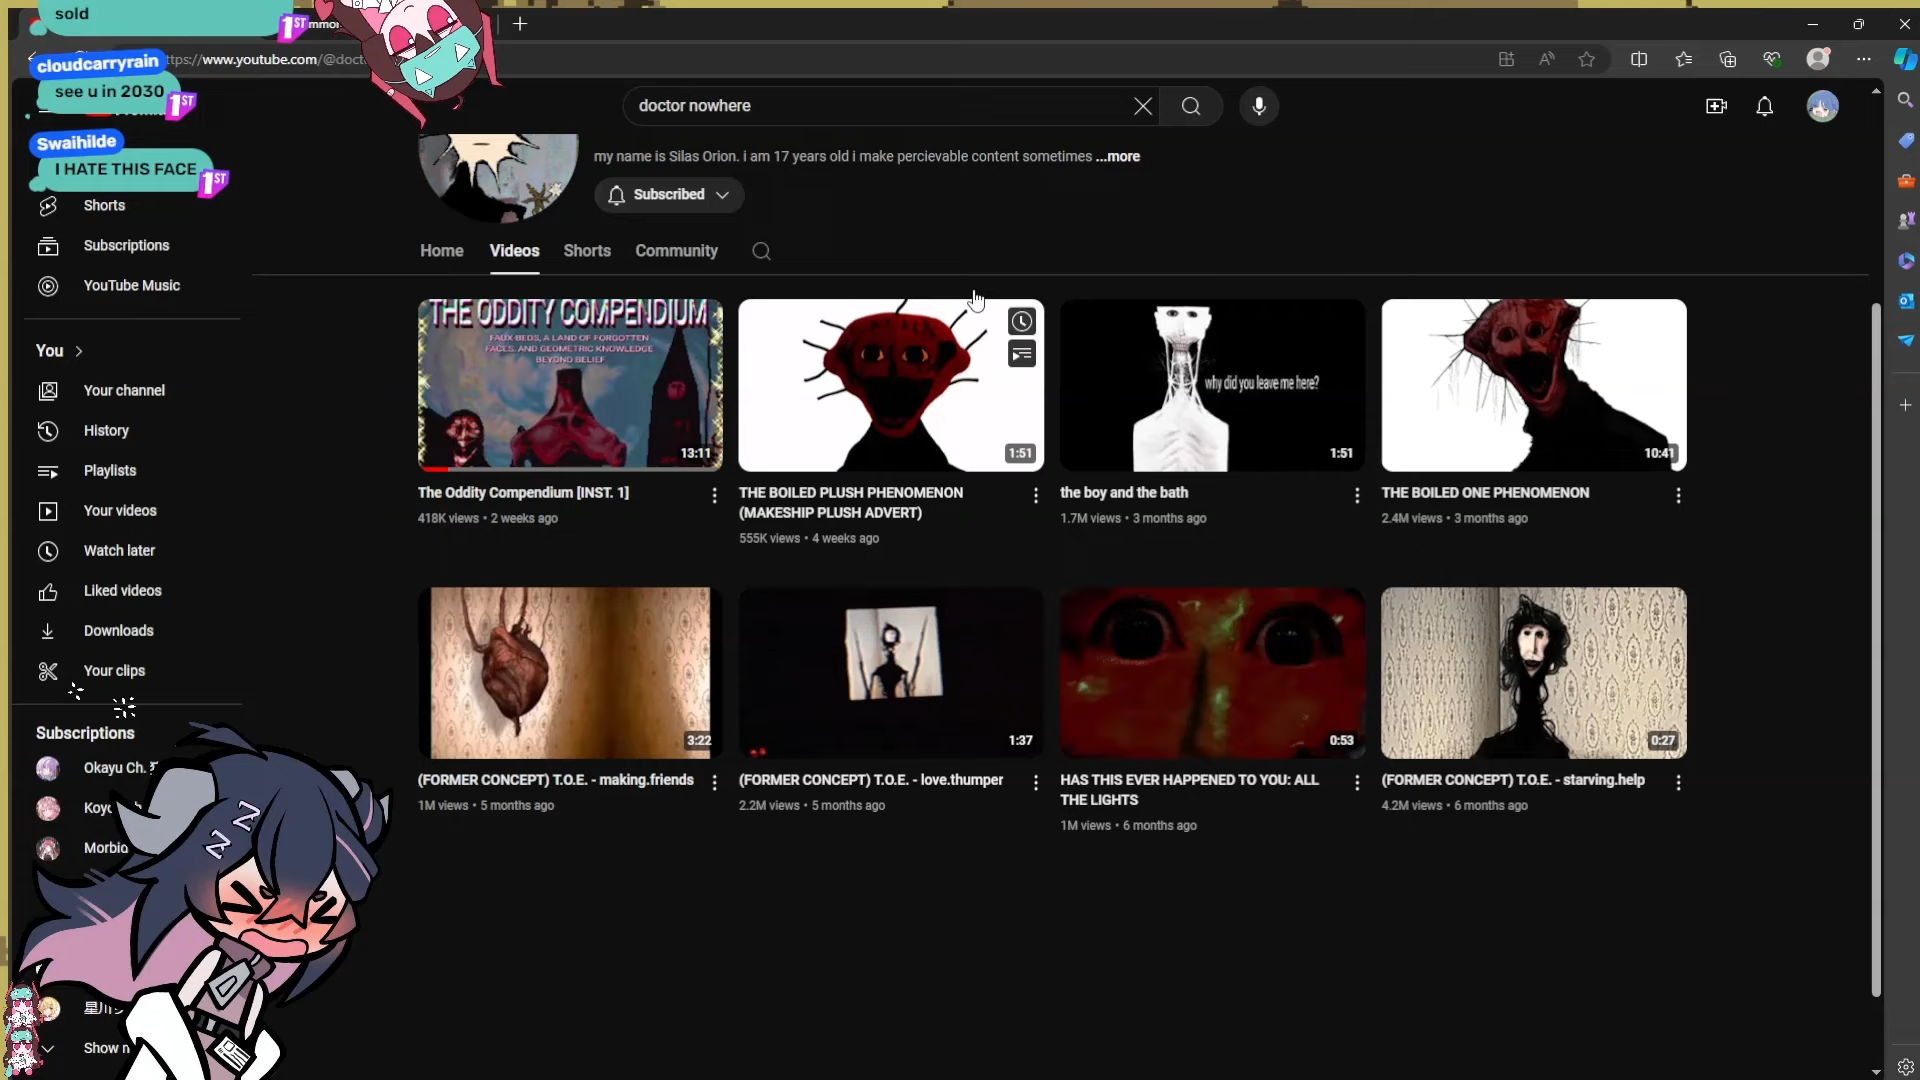 sold
1ST
cloudcarryrain
see u in 2030
1ST
Swaihilde
I HATE THIS FACE
1ST
www.youtube.com/@doct
doctor nowhere
my name is Silas Orion. i am 17 years old i make percievable content sometimes ...more
Subscribed
Home
Videos
Shorts
Community
Shorts
Subscriptions
YouTube Music
You
Your channel
History
Playlists
Your videos
Watch later
Liked videos
Downloads
Your clips
Subscriptions
Okayu Ch.
Koyo
Morbio
Show
THE ODDITY COMPENDIUM
FAUX-BEDS, A LAND OF FORGOTTEN
FACES, AND GEOMETRIC KNOWLEDGE
BEYOND BELIEF
13:11
The Oddity Compendium [INST. 1]
418K views • 2 weeks ago
1:51
THE BOILED PLUSH PHENOMENON
(MAKESHIP PLUSH ADVERT)
555K views • 4 weeks ago
why did you leave me here?
1:51
the boy and the bath
1.7M views • 3 months ago
10:41
THE BOILED ONE PHENOMENON
2.4M views • 3 months ago
3:22
(FORMER CONCEPT) T.O.E. - making.friends
1M views • 5 months ago
1:37
(FORMER CONCEPT) T.O.E. - love.thumper
2.2M views • 5 months ago
0:53
HAS THIS EVER HAPPENED TO YOU: ALL
THE LIGHTS
1M views • 6 months ago
0:27
(FORMER CONCEPT) T.O.E. - starving.help
4.2M views • 6 months ago
Z
Z